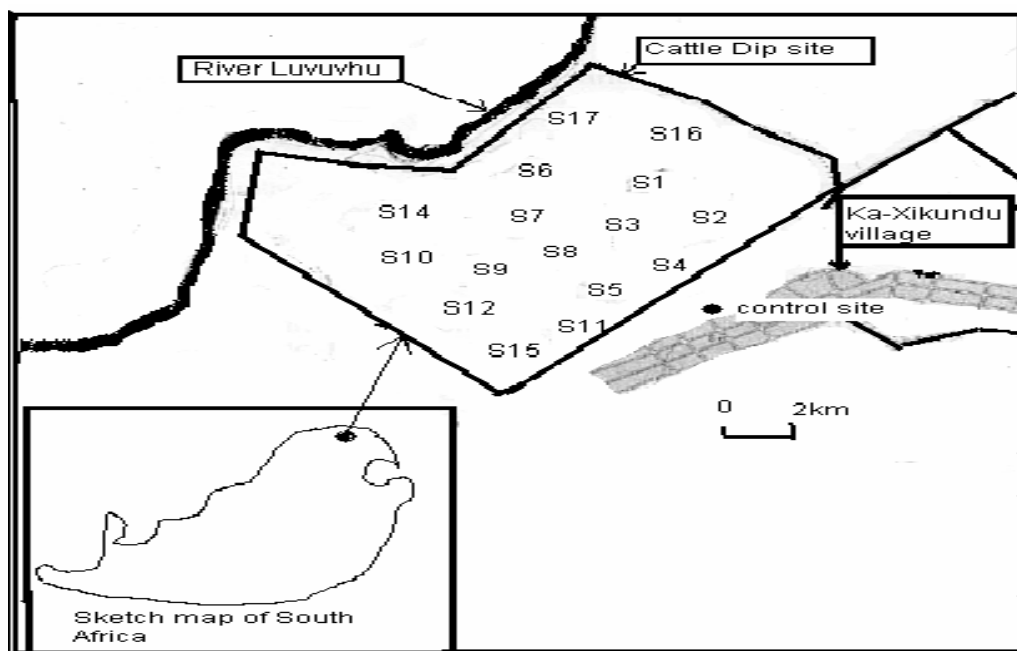 Cattle Dip site
River Luvuvhu
S17
S16
S6
S1
S14
S7
S3
S2
Ka-Xikundu
village
S10
S9
S8
S4
S5
S12
control site
S11
S15
0 2km
Sketch map of South
Africa